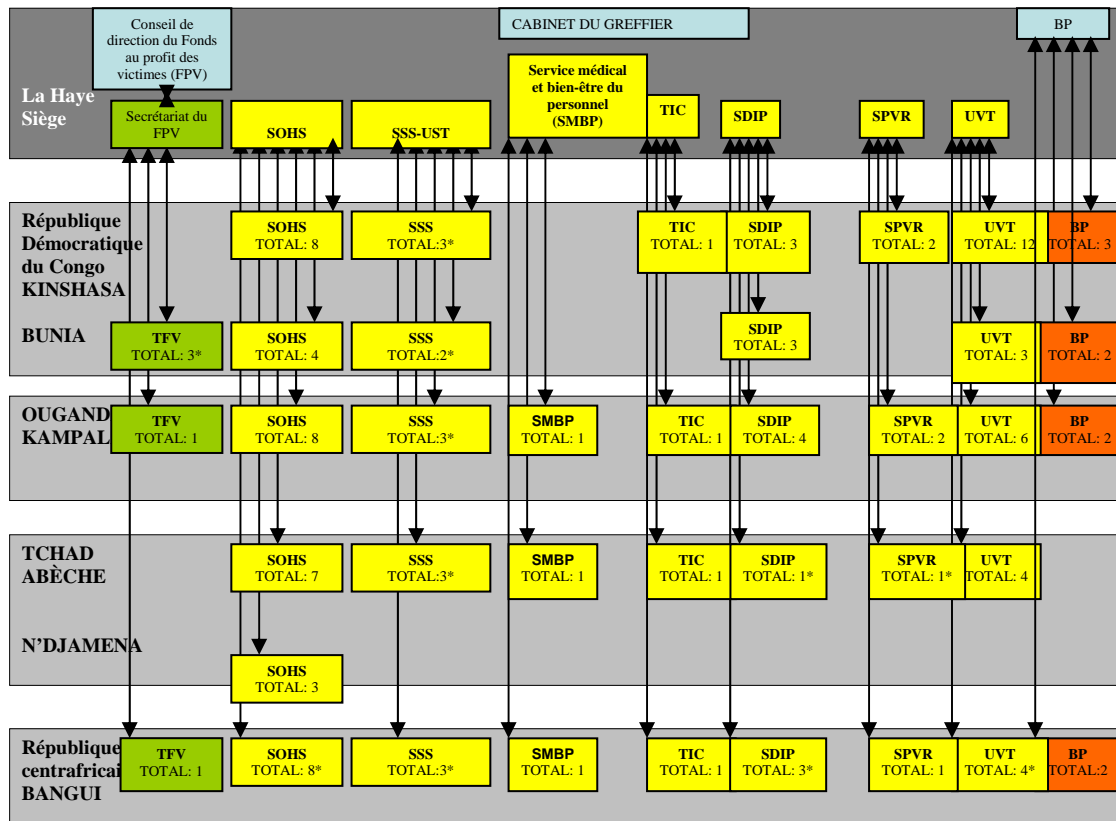 Conseil de
direction du Fonds
au profit des
victimes (FPV)
CABINET DU GREFFIER
BP
La Haye
Siège
Secrétariat du
FPV
SOHS
SSS-UST
Service médical
et bien-être du
personnel
(SMBP)
TIC
SDIP
SPVR
UVT
République
Démocratique
du Congo
KINSHASA
SOHS
TOTAL: 8
SSS
TOTAL:3*
TIC
TOTAL: 1
SDIP
TOTAL: 3
SPVR
TOTAL: 2
UVT
TOTAL: 12
BP
TOTAL: 3
BUNIA
TFV
TOTAL: 3*
SOHS
TOTAL: 4
SSS
TOTAL:2*
SDIP
TOTAL: 3
UVT
TOTAL: 3
BP
TOTAL: 2
OUGAND
KAMPAL
TFV
TOTAL: 1
SOHS
TOTAL: 8
SSS
TOTAL:3*
SMBP
TOTAL: 1
TIC
TOTAL: 1
SDIP
TOTAL: 4
SPVR
TOTAL: 2
UVT
TOTAL: 6
BP
TOTAL: 2
TCHAD
ABÈCHE
SOHS
TOTAL: 7
SSS
TOTAL:3*
SMBP
TOTAL: 1
TIC
TOTAL: 1
SDIP
TOTAL: 1*
SPVR
TOTAL: 1*
UVT
TOTAL: 4
N'DJAMENA
SOHS
TOTAL: 3
République
centrafricai
BANGUI
TFV
TOTAL: 1
SOHS
TOTAL: 8*
SSS
TOTAL:3*
SMBP
TOTAL: 1
TIC
TOTAL: 1
SDIP
TOTAL: 3*
SPVR
TOTAL: 1
UVT
TOTAL: 4*
BP
TOTAL:2